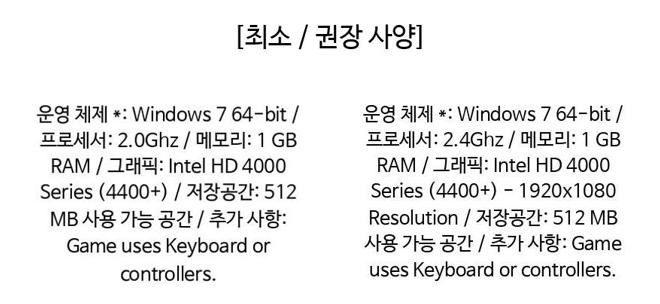 [최소 / 권장 사양]
운영 체제 *: Windows 7 64-bit /
프로세서: 2.0Ghz / 메모리: 1 GB
RAM / 그래픽: Intel HD 4000
Series (4400+) / 저장공간: 512
MB 사용 가능 공간 / 추가 사항:
Game uses Keyboard or
controllers.
운영 체제 *: Windows 7 64-bit /
프로세서: 2.4Ghz / 메모리: 1 GB
RAM / 그래픽: Intel HD 4000
Series (4400+) - 1920x1080
Resolution / 저장공간: 512 MB
사용 가능 공간 / 추가 사항: Game
uses Keyboard or controllers.